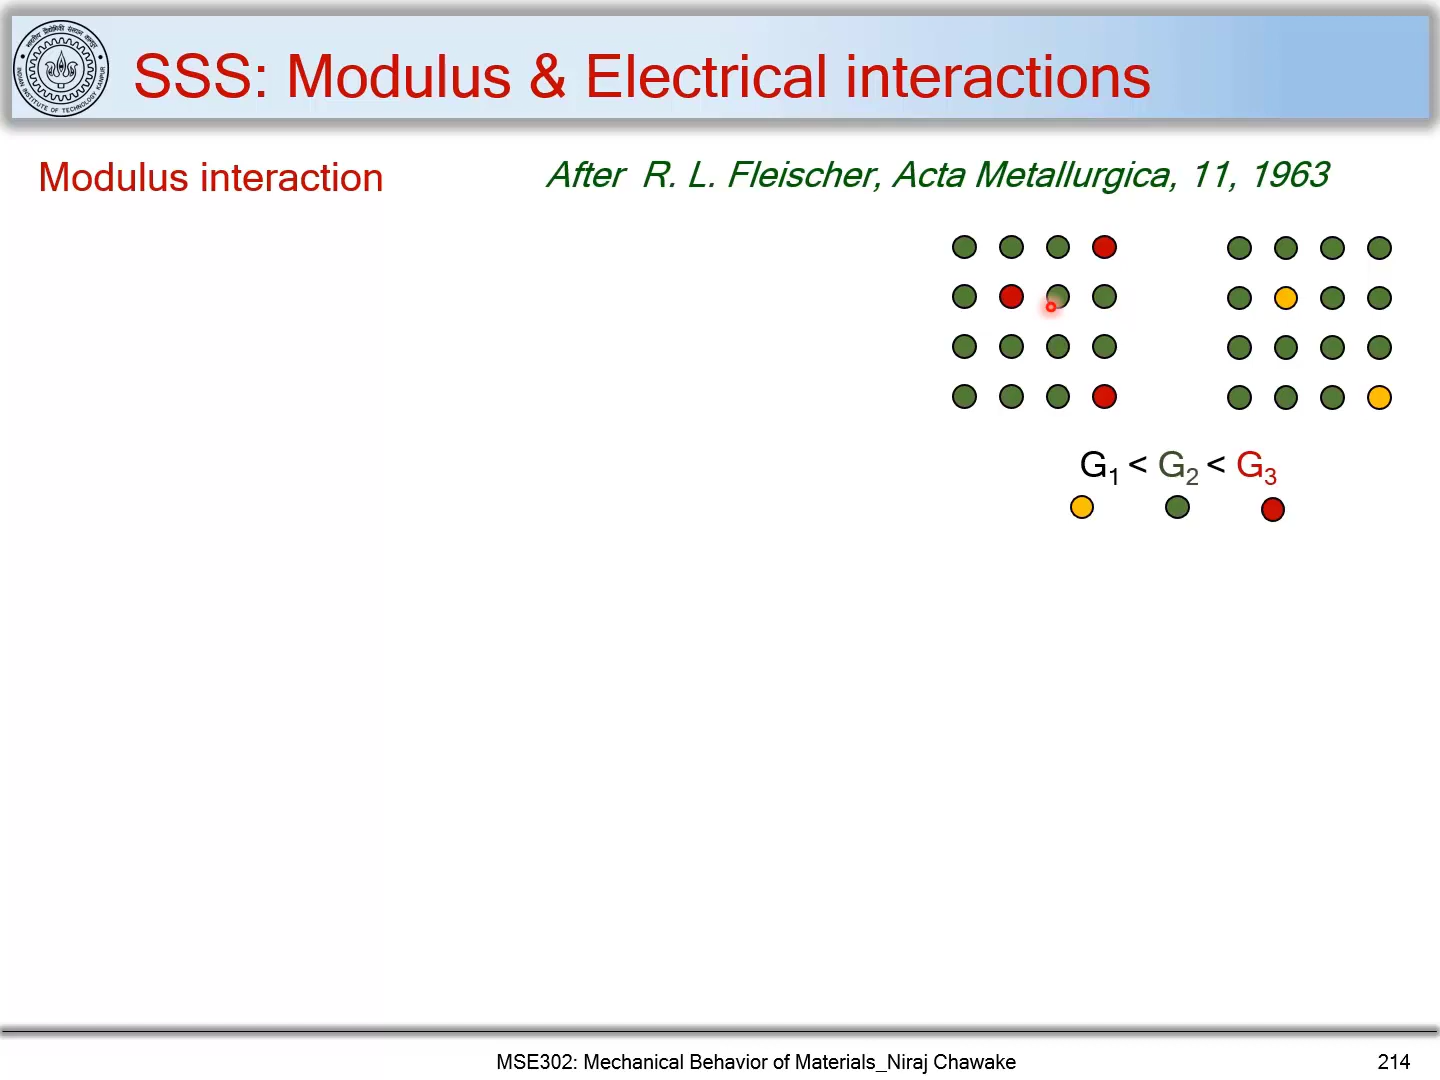 SSS: Modulus & Electrical interactions
Modulus interaction
After R. L. Fleischer, Acta Metallurgica, 11, 1963
G1 < G2 < G3
MSE302: Mechanical Behavior of Materials_Niraj Chawake
214